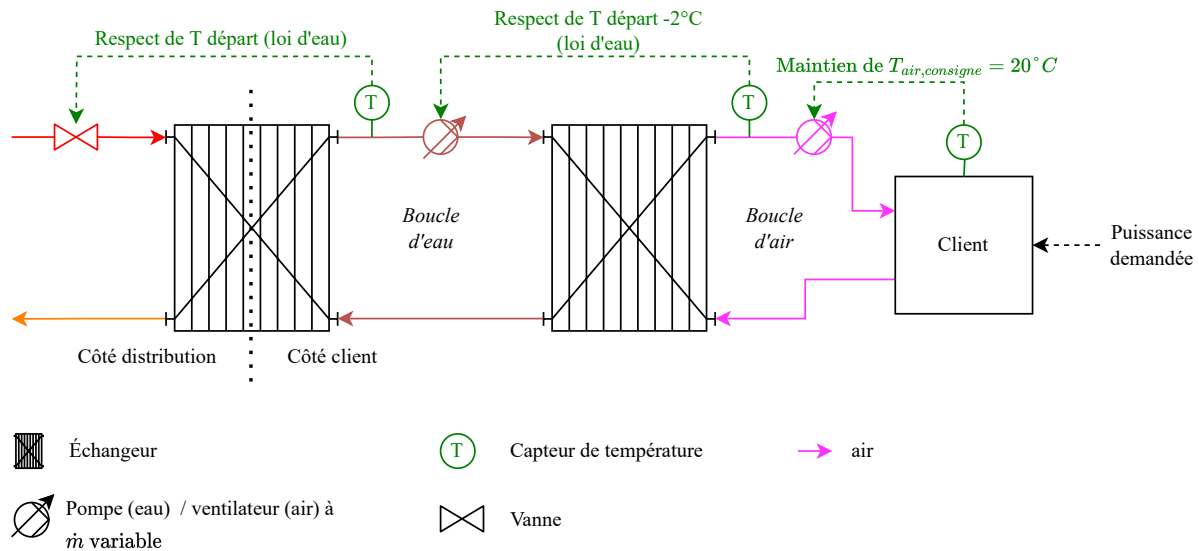 Respect de T départ (loi d'eau)
Respect de T départ -2°C
(loi d'eau)
Maintien de T_{air,consigne} = 20°C
T
T
T
Boucle
d'eau
Boucle
d'air
Client
Puissance
demandée
Côté distribution
Côté client
Échangeur
T
Capteur de température
air
Pompe (eau) / ventilateur (air) à
ṁ variable
Vanne